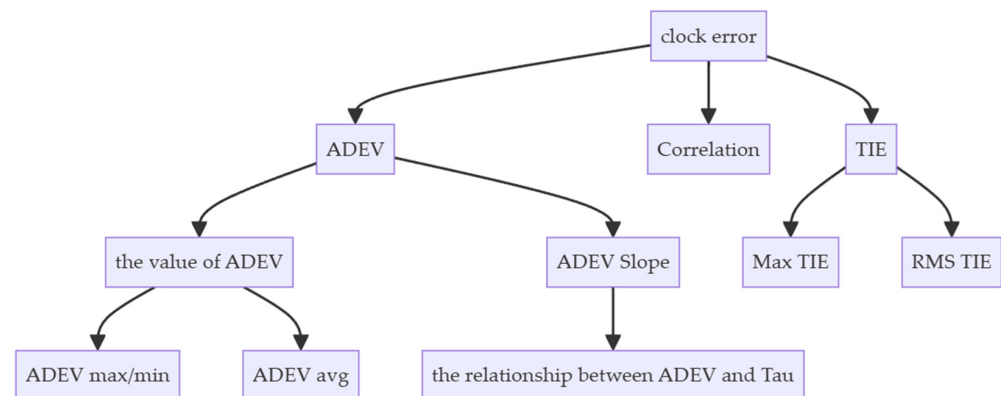 clock error
ADEV
Correlation
TIE
the value of ADEV
ADEV Slope
Max TIE
RMS TIE
ADEV max/min
ADEV avg
the relationship between ADEV and Tau